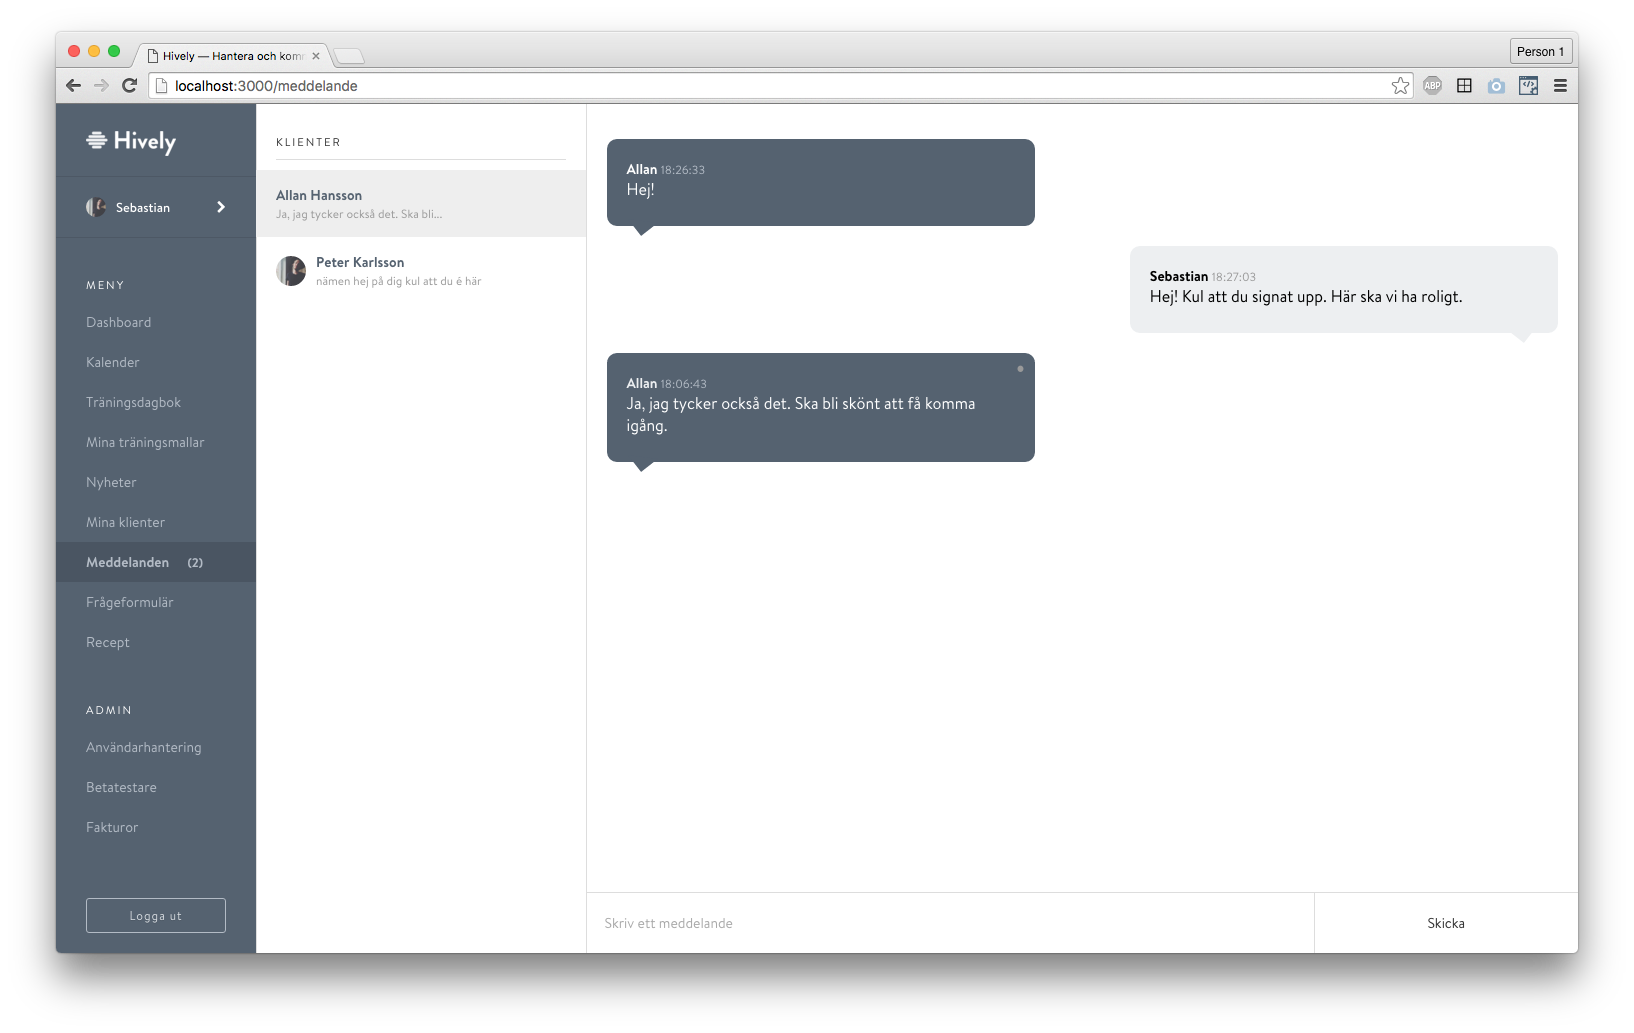 Hively — Hantera och kom
Person 1
localhost:3000/meddelande
ABP
Hively
Sebastian
MENY
Dashboard
Kalender
Träningsdagbok
Mina träningsmallar
Nyheter
Mina klienter
Meddelanden (2)
Frågeformulär
Recept
ADMIN
Användarhantering
Betatestare
Fakturor
Logga ut
KLIENTER
Allan Hansson
Ja, jag tycker också det. Ska bli...
Peter Karlsson
nämen hej på dig kul att du é här
Allan 18:26:33
Hej!
Sebastian 18:27:03
Hej! Kul att du signat upp. Här ska vi ha roligt.
Allan 18:06:43
Ja, jag tycker också det. Ska bli skönt att få komma
igång.
Skriv ett meddelande
Skicka